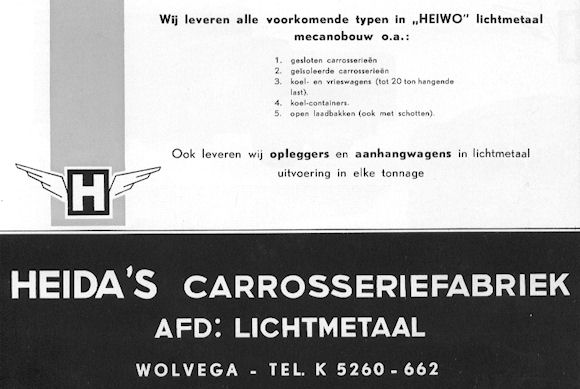 Wij leveren alle voorkomende typen in „HEIWO" lichtmetaal
mecanobouw o.a.:
1. gesloten carrosserieën
2. geïsoleerde carrosserieën
3. koel- en vrieswagens (tot 20 ton hangende
last).
4. koel-containers.
5. open laadbakken (ook met schotten).
Ook leveren wij opleggers en aanhangwagens in lichtmetaal
uitvoering in elke tonnage
H
HEIDA'S CARROSSERIEFABRIEK
AFD: LICHTMETAAL
WOLVEGA - TEL. K 5260-662